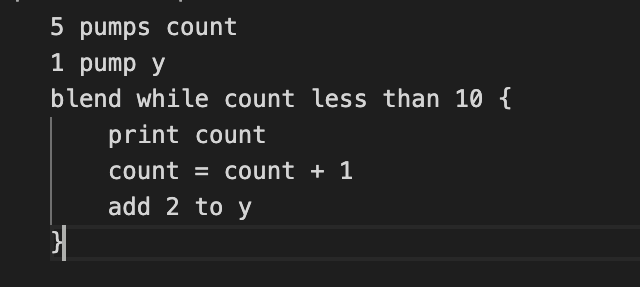 5 pumps count
1 pump y
blend while count less than 10 {
    print count
    count = count + 1
    add 2 to y
}